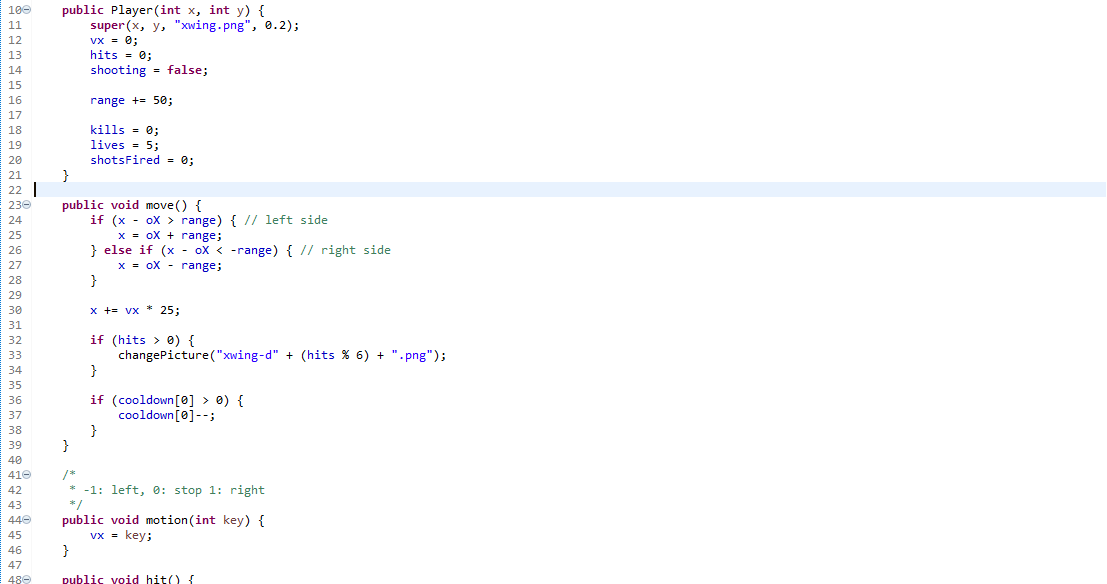 10 public Player(int x, int y) {
11 super(x, y, "xwing.png", 0.2);
12 vx = 0;
13 hits = 0;
14 shooting = false;
15
16 range += 50;
17
18 kills = 0;
19 lives = 5;
20 shotsFired = 0;
21 }
22
23 public void move() {
24 if (x - oX > range) { // left side
25 x = oX + range;
26 } else if (x - oX < -range) { // right side
27 x = oX - range;
28 }
29
30 x += vx * 25;
31
32 if (hits > 0) {
33 changePicture("xwing-d" + (hits % 6) + ".png");
34 }
35
36 if (cooldown[0] > 0) {
37 cooldown[0]--;
38 }
39 }
40
41 /*
42 * -1: left, 0: stop 1: right
43 */
44 public void motion(int key) {
45 vx = key;
46 }
47
48 public void hit() {